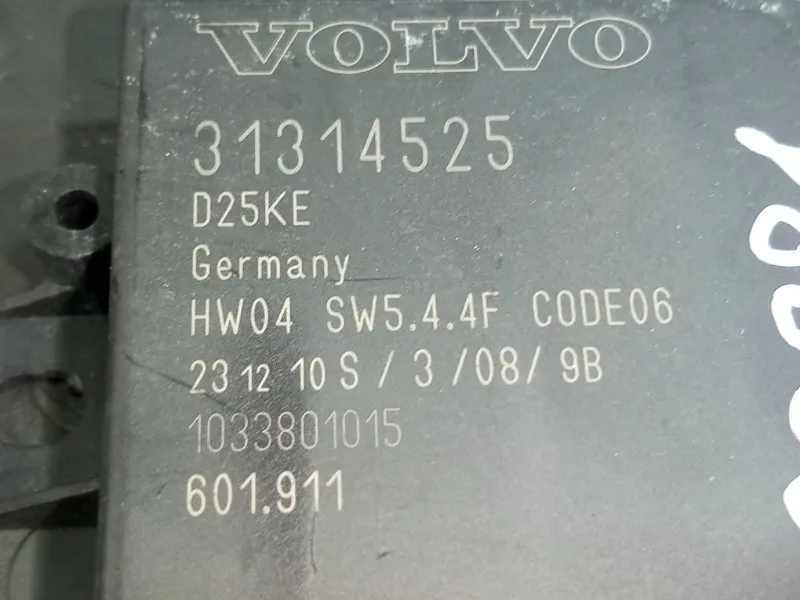 VOLVO
31314525
D25KE
Germany
HW04 SW5.4.4F CODE06
23 12 10 S / 3 /08/ 9B
1033801015
601.911